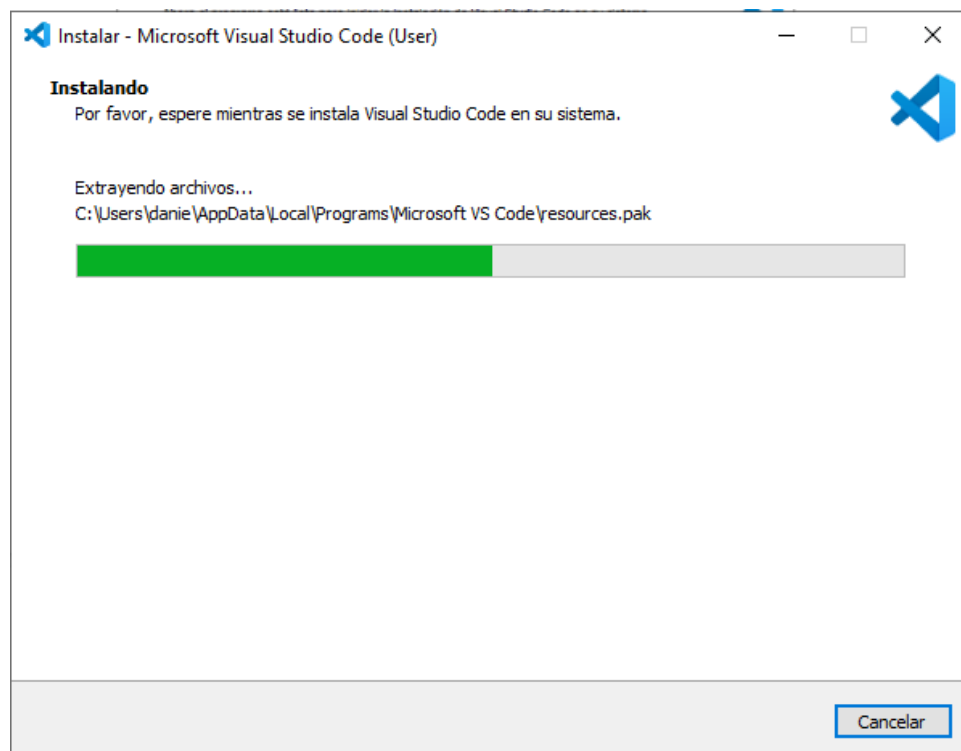 Instalar - Microsoft Visual Studio Code (User)
Instalando
Por favor, espere mientras se instala Visual Studio Code en su sistema.
Extrayendo archivos...
C:\Users\danie\AppData\Local\Programs\Microsoft VS Code\resources.pak
Cancelar